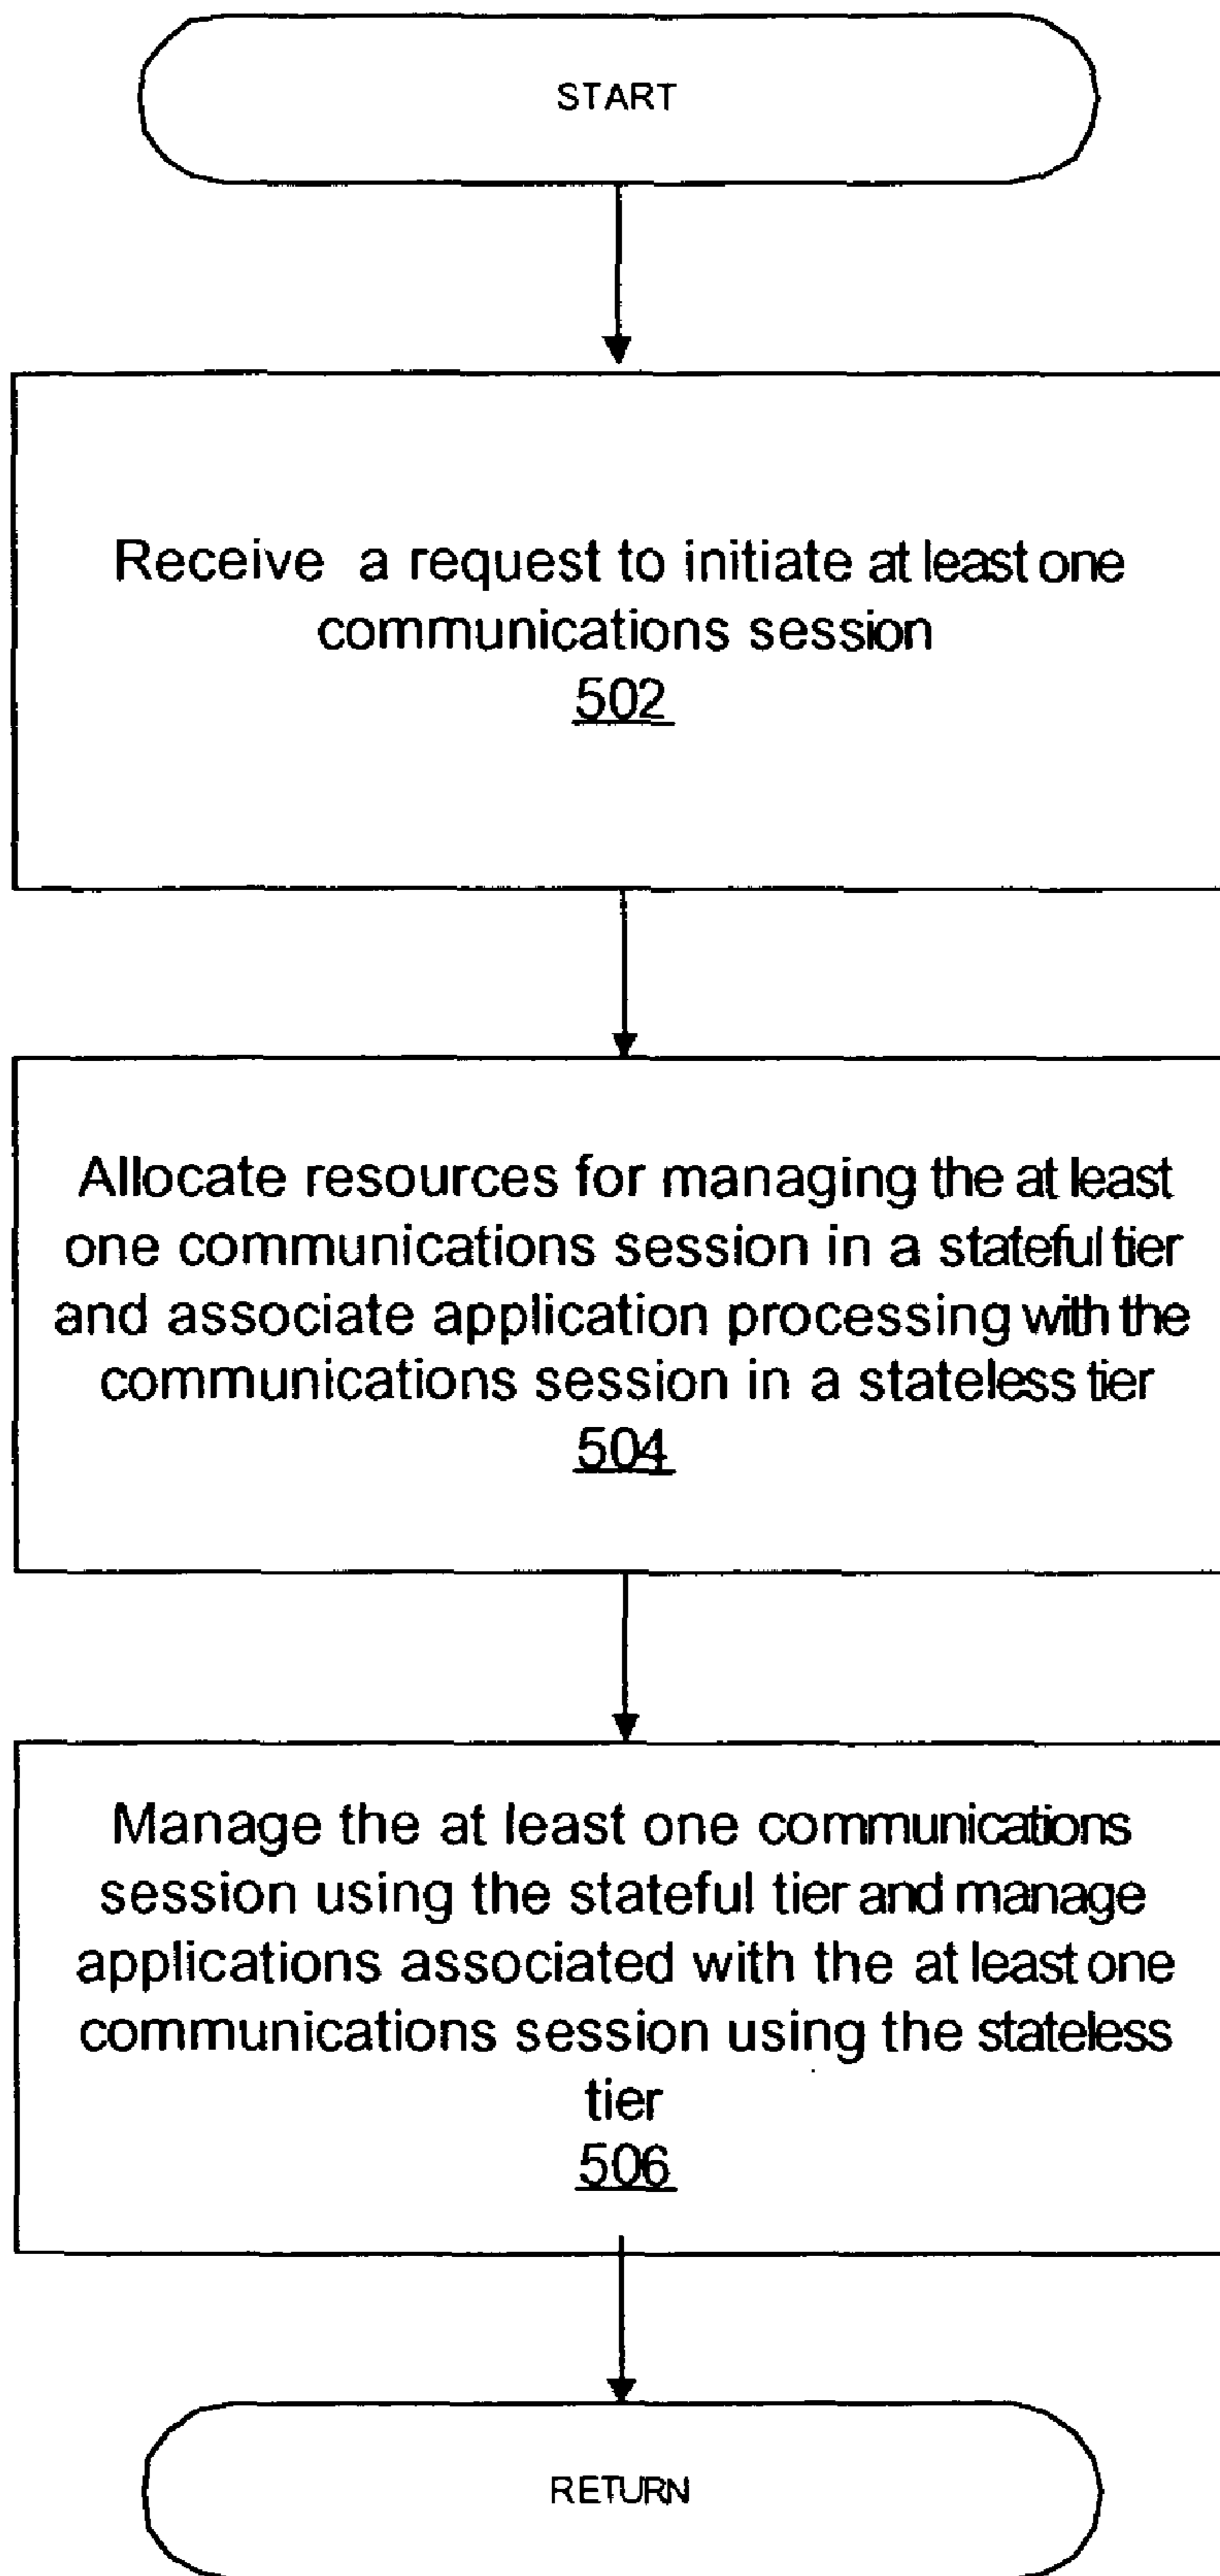 START
Receive a request to initiate at least one
communications session
502
Allocate resources for managing the at least
one communications session in a stateful tier
and associate application processing with the
communications session in a stateless tier
504
Manage the at least one communications
session using the stateful tier and manage
applications associated with the at least one
communications session using the stateless
tier
506
RETURN